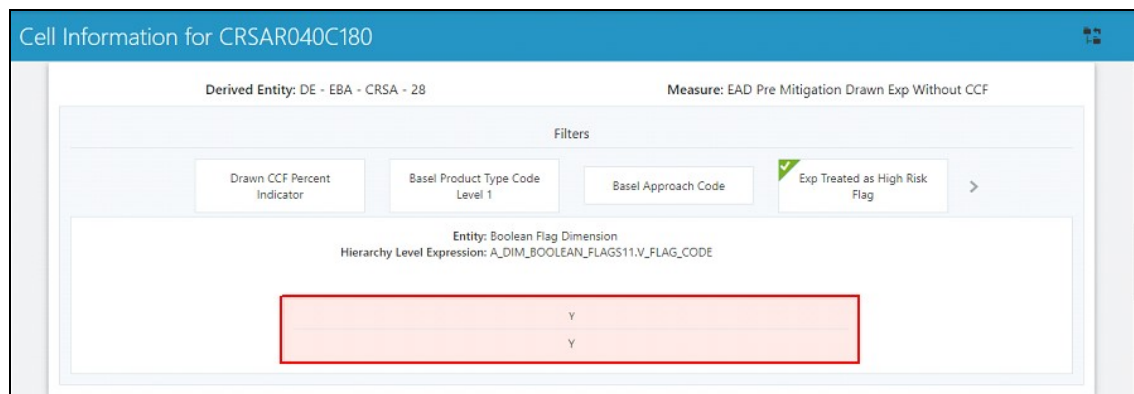 Cell Information for CRSAR040C180
Derived Entity: DE - EBA - CRSA - 28
Measure: EAD Pre Mitigation Drawn Exp Without CCF
Filters
Drawn CCF Percent
Indicator
Basel Product Type Code
Level 1
Basel Approach Code
Exp Treated as High Risk
Flag
Entity: Boolean Flag Dimension
Hierarchy Level Expression: A_DIM_BOOLEAN_FLAGS11.V_FLAG_CODE
Y
Y